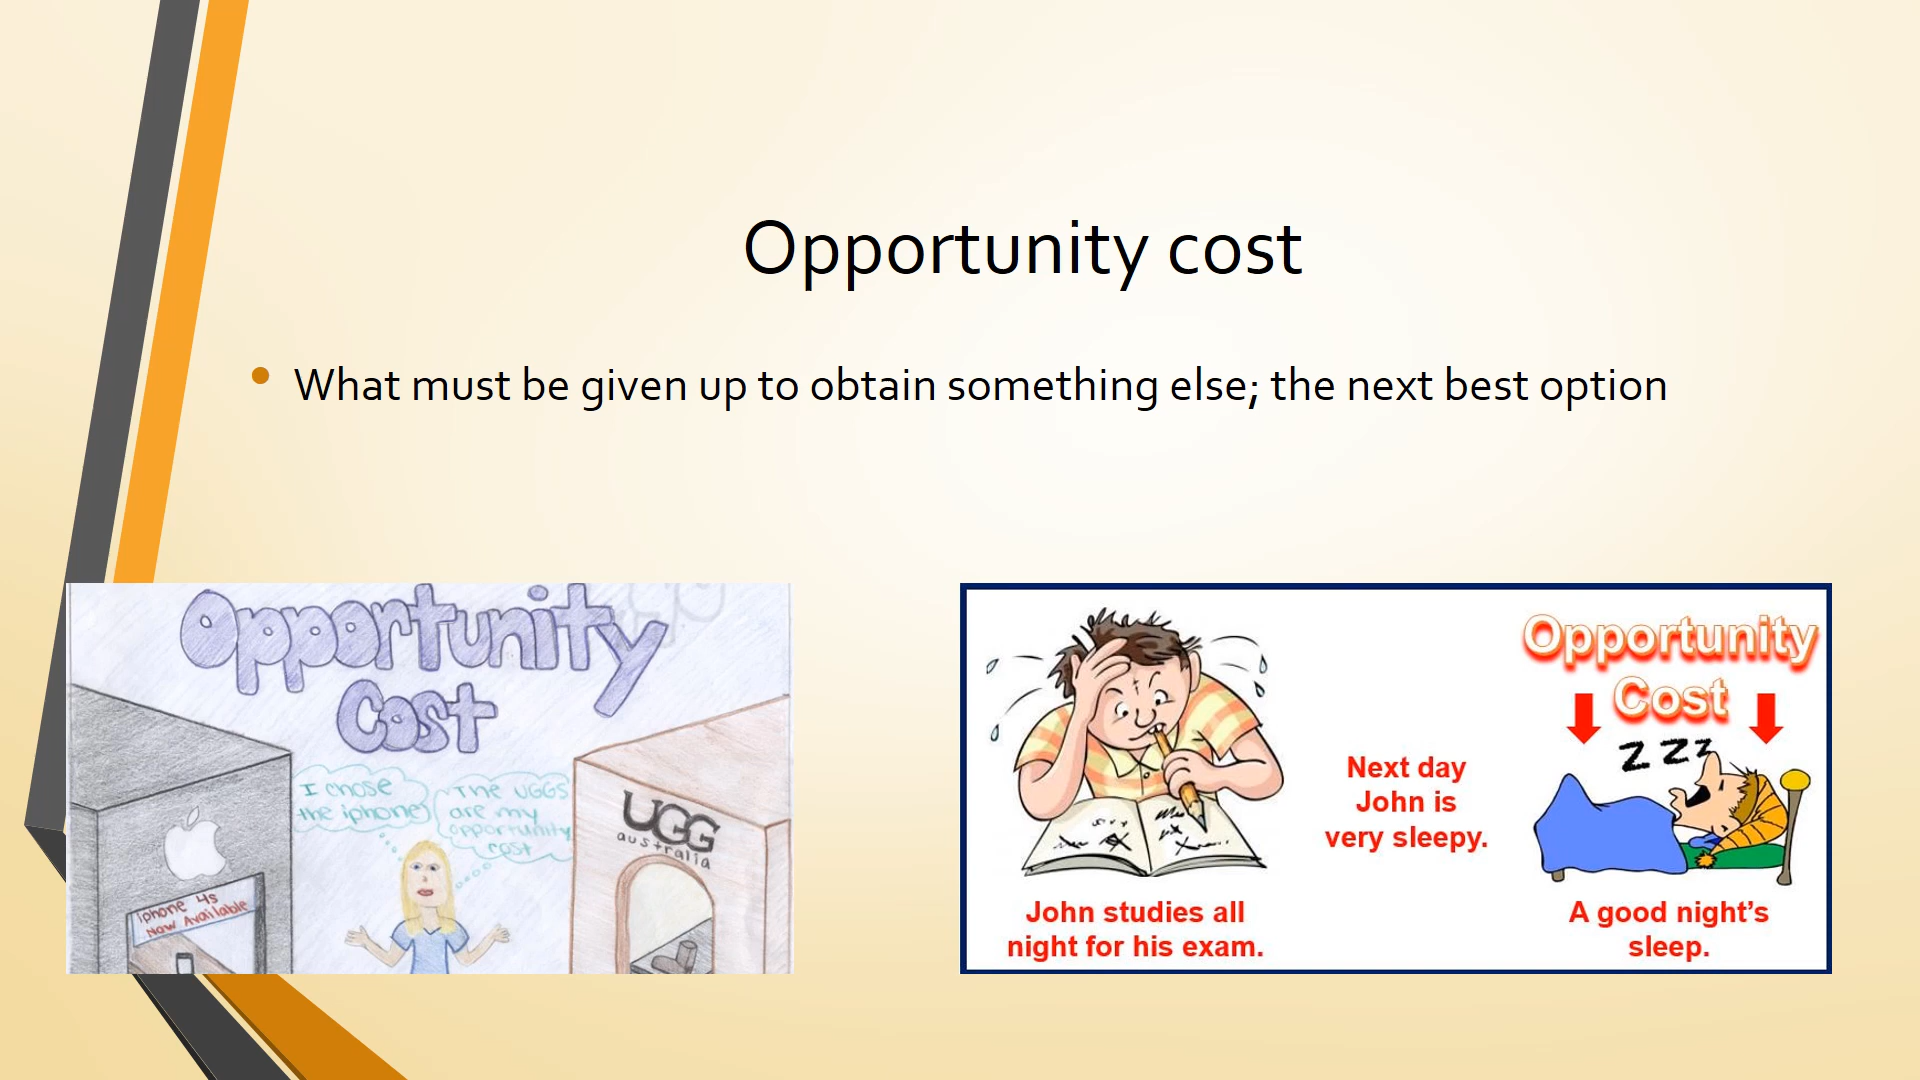 Opportunity cost
• What must be given up to obtain something else; the next best option
Opportunity
Cost
I chose
the iphone
The UGGS
are my
opportunity
cost
UGG
australia
iphone 4s
Now Available
Opportunity
Cost
Z Z Z
Next day
John is
very sleepy.
John studies all
night for his exam.
A good night’s
sleep.